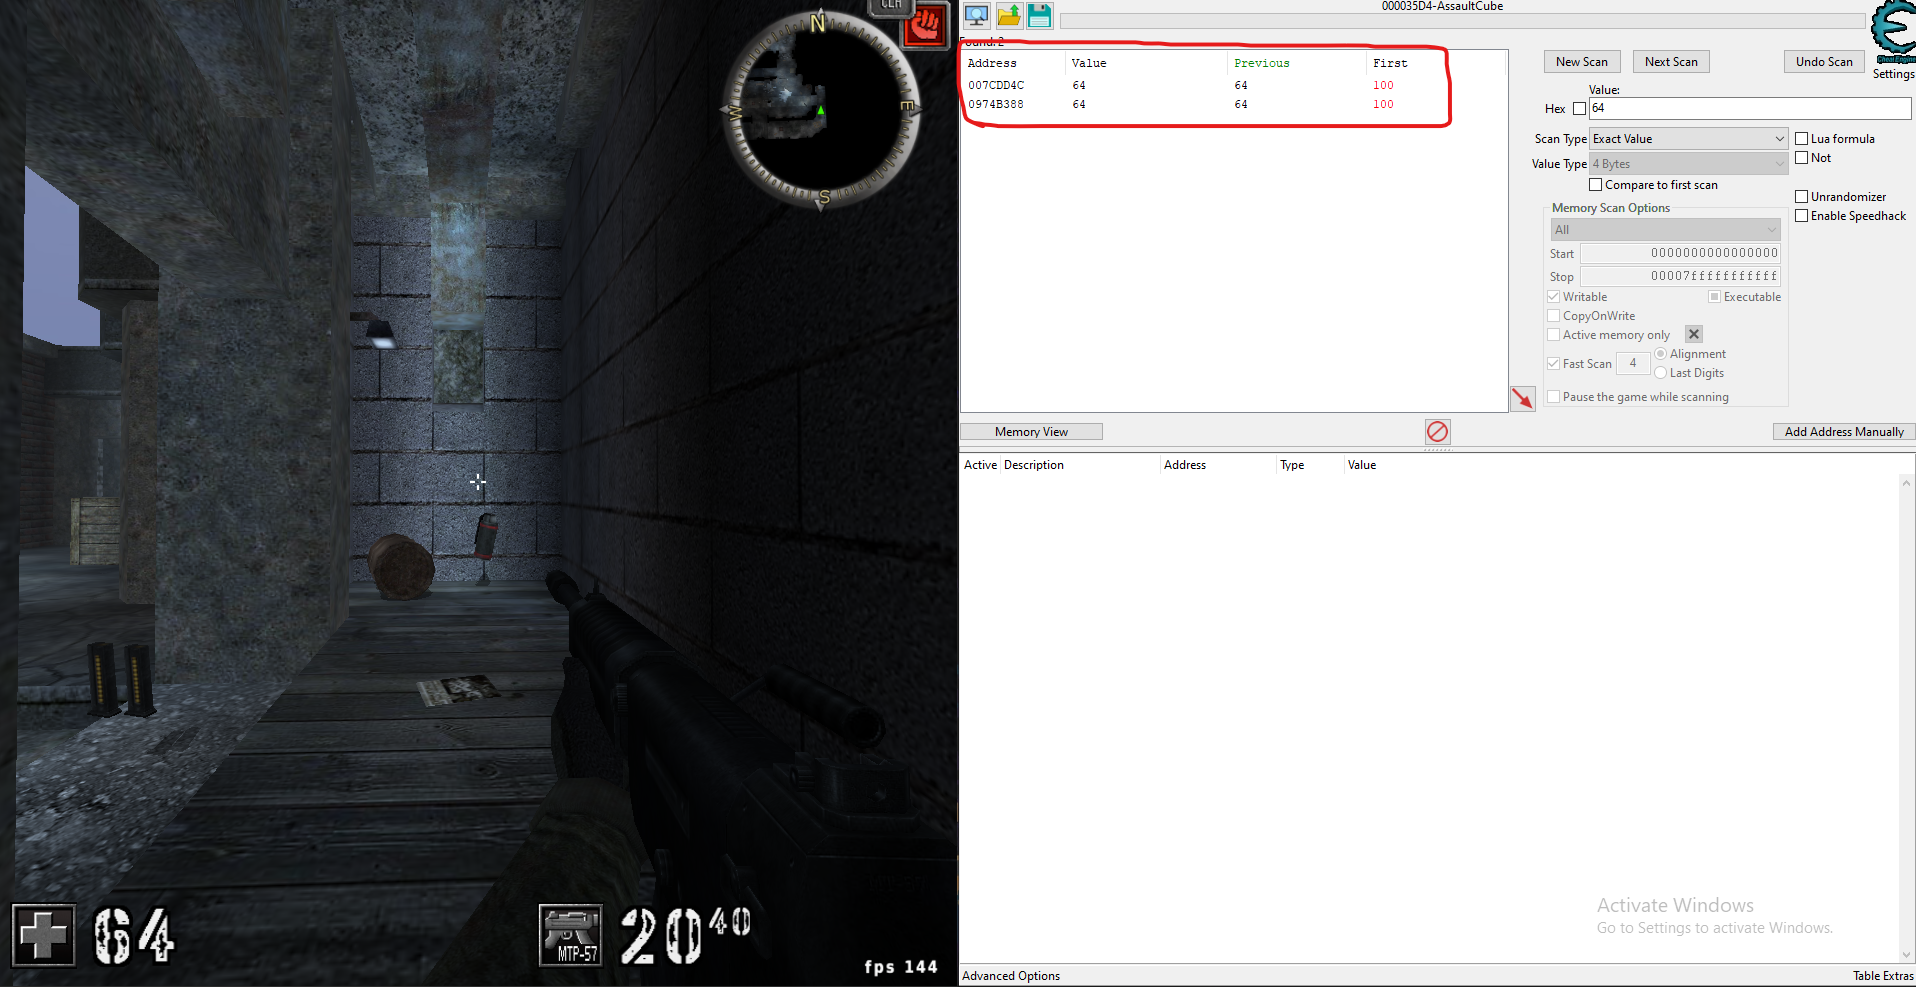 CLA
N
W
E
S
64
MTP-57
20 40
fps 144
000035D4-AssaultCube
Found: 2
Cheat Engine
Settings
Address Value Previous First
007CDD4C 64 64 100
0974B388 64 64 100
New Scan Next Scan Undo Scan
Value:
Hex 64
Scan Type Exact Value
Lua formula
Value Type 4 Bytes
Not
Compare to first scan
Unrandomizer
Memory Scan Options
Enable Speedhack
All
Start 0000000000000000
Stop 00007fffffffffff
Writable Executable
CopyOnWrite
Active memory only
Fast Scan 4 Alignment
Last Digits
Pause the game while scanning
Memory View
Add Address Manually
Active Description Address Type Value
Activate Windows
Go to Settings to activate Windows.
Advanced Options
Table Extras